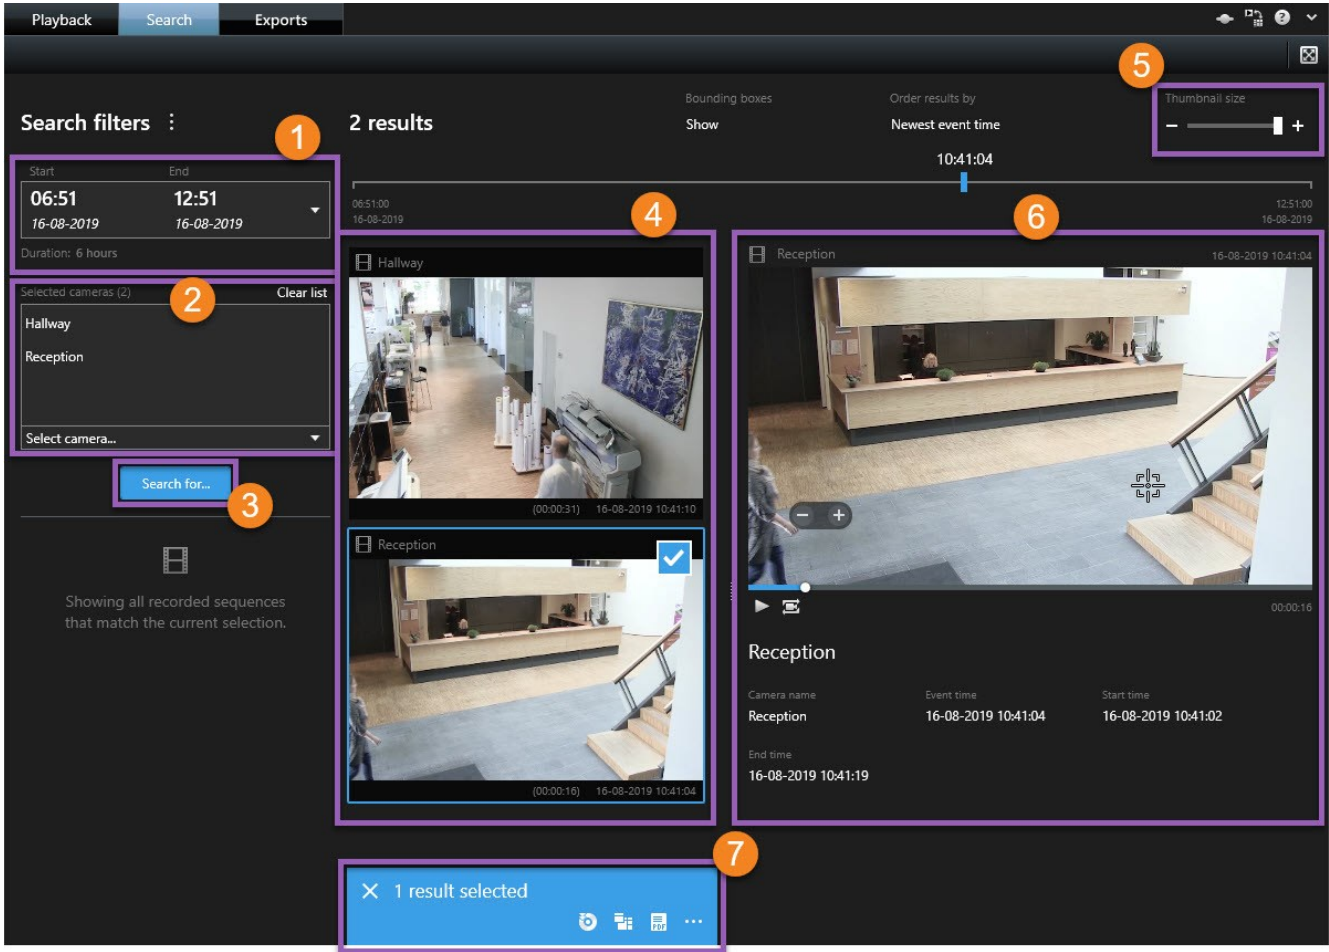 Playback Search Exports
5
Search filters
1
2 results
Bounding boxes
Show
Order results by
Newest event time
Thumbnail size
10:41:04
06:51:00
16-08-2019
12:51:00
16-08-2019
Start End
06:51 12:51
16-08-2019 16-08-2019
Duration: 6 hours
Selected cameras (2) Clear list
2
Hallway
Reception
Select camera...
Search for...
3
Showing all recorded sequences
that match the current selection.
4
Hallway
(00:00:31) 16-08-2019 10:41:10
Reception
(00:00:16) 16-08-2019 10:41:04
6
Reception 16-08-2019 10:41:04
00:00:16
Reception
Camera name Event time Start time
Reception 16-08-2019 10:41:04 16-08-2019 10:41:02
End time
16-08-2019 10:41:19
7
1 result selected
PDF